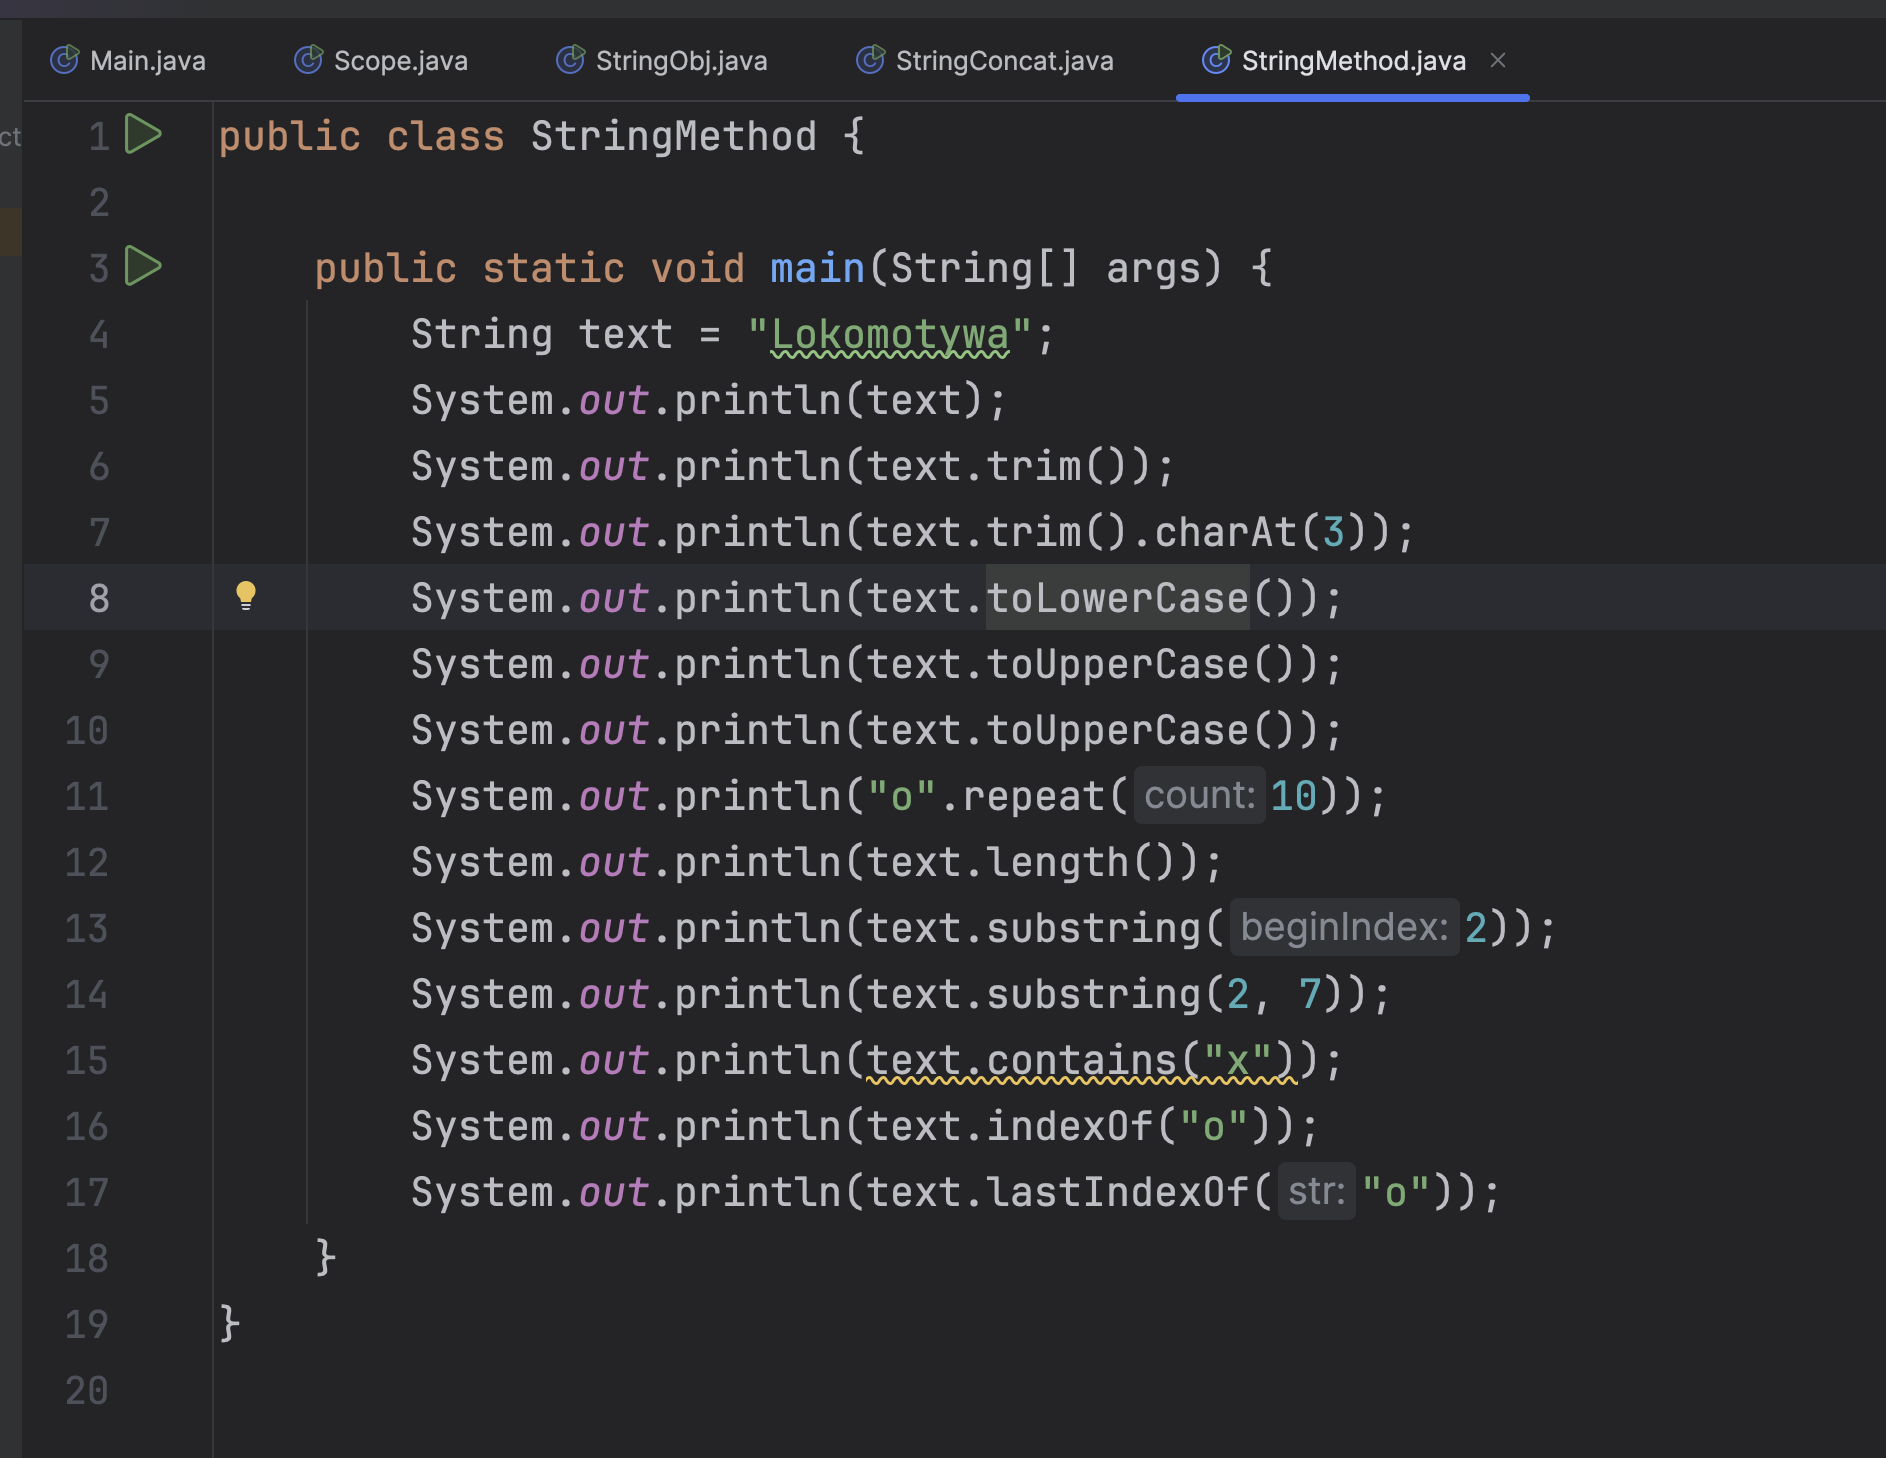 Main.java Scope.java StringObj.java StringConcat.java StringMethod.java
ct
1 public class StringMethod {
2
3 public static void main(String[] args) {
4 String text = "Lokomotywa";
5 System.out.println(text);
6 System.out.println(text.trim());
7 System.out.println(text.trim().charAt(3));
8 System.out.println(text.toLowerCase());
9 System.out.println(text.toUpperCase());
10 System.out.println(text.toUpperCase());
11 System.out.println("o".repeat( count: 10));
12 System.out.println(text.length());
13 System.out.println(text.substring( beginIndex: 2));
14 System.out.println(text.substring(2, 7));
15 System.out.println(text.contains("x"));
16 System.out.println(text.indexOf("o"));
17 System.out.println(text.lastIndexOf( str: "o"));
18 }
19 }
20